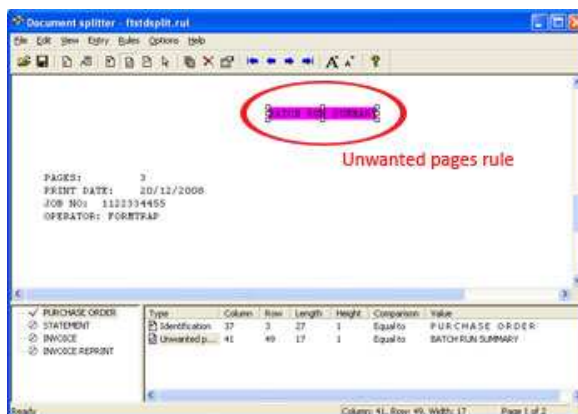 Document splitter - ftstdsplit.rul
File Edit View Entry Rules Options Help
BATCH RUN SUMMARY
Unwanted pages rule
PAGES: 3
PRINT DATE: 20/12/2008
JOB NO: 1122334455
OPERATOR: FORMTRAP
PURCHASE ORDER
STATEMENT
INVOICE
INVOICE REPRINT
Type Column Row Length Height Comparison Value
Identification 37 3 27 1 Equal to PURCHASE ORDER
Unwanted p... 41 49 17 1 Equal to BATCH RUN SUMMARY
Ready Column: 41, Row: 49, Width: 17 Page 1 of 2